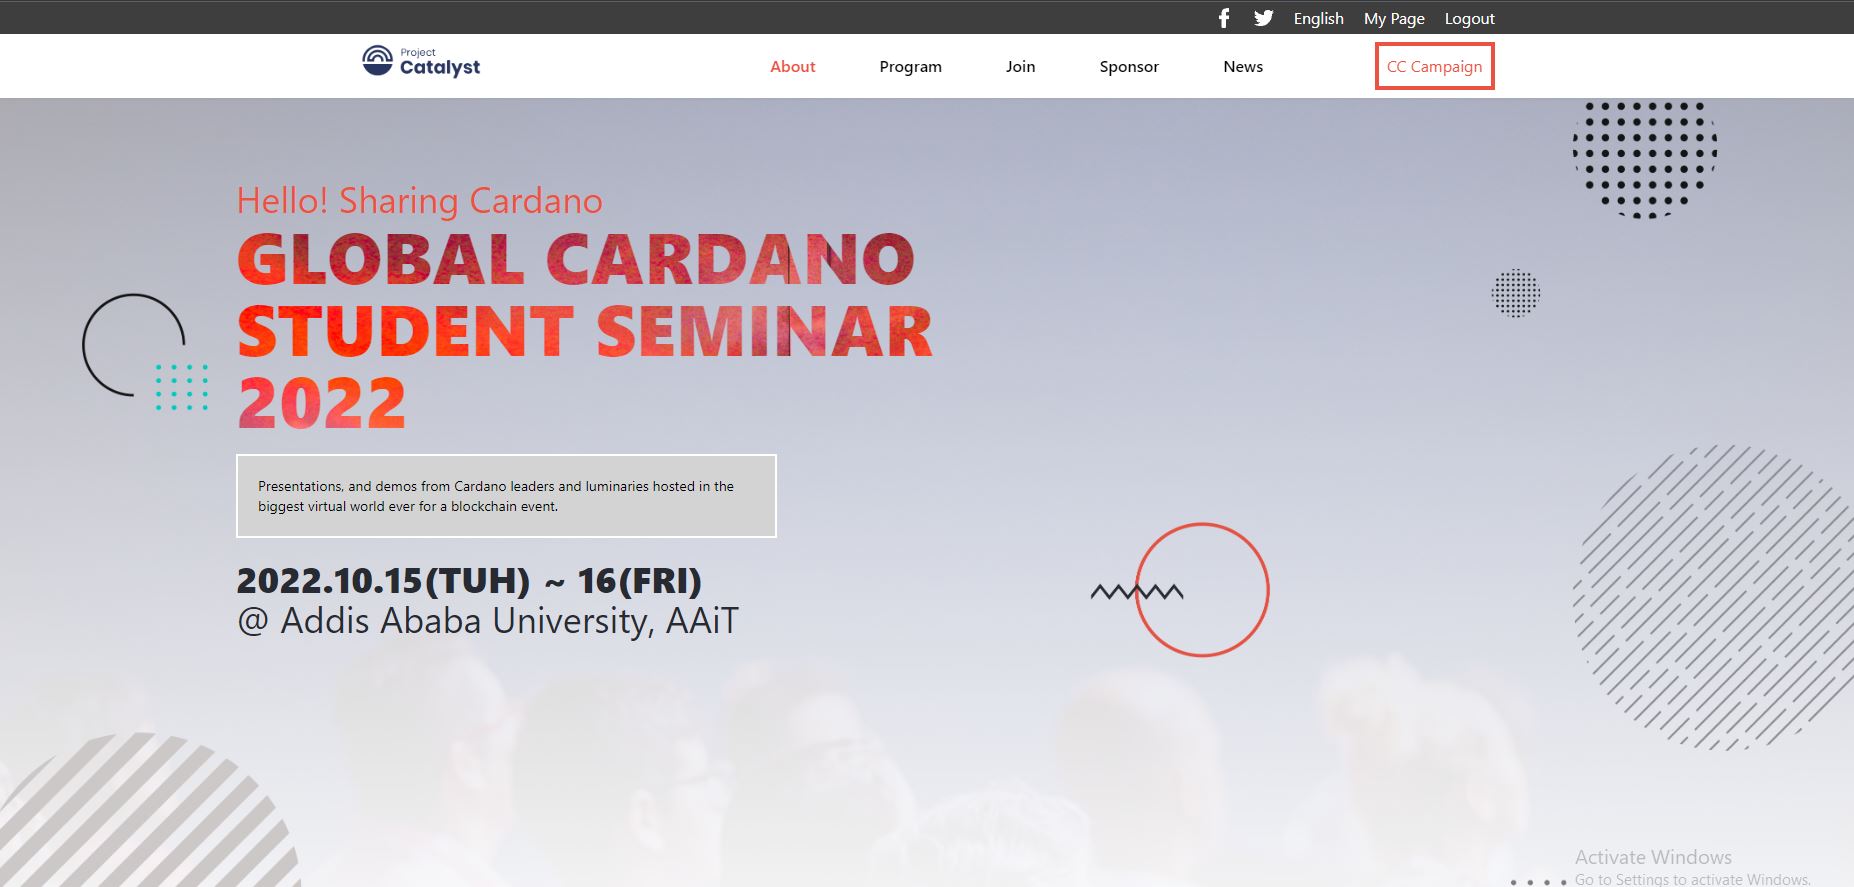 English My Page Logout
Project
Catalyst
About Program Join Sponsor News CC Campaign
Hello! Sharing Cardano
GLOBAL CARDANO
STUDENT SEMINAR
2022
Presentations, and demos from Cardano leaders and luminaries hosted in the
biggest virtual world ever for a blockchain event.
2022.10.15(TUH) ~ 16(FRI)
@ Addis Ababa University, AAiT
Activate Windows
Go to Settings to activate Windows.